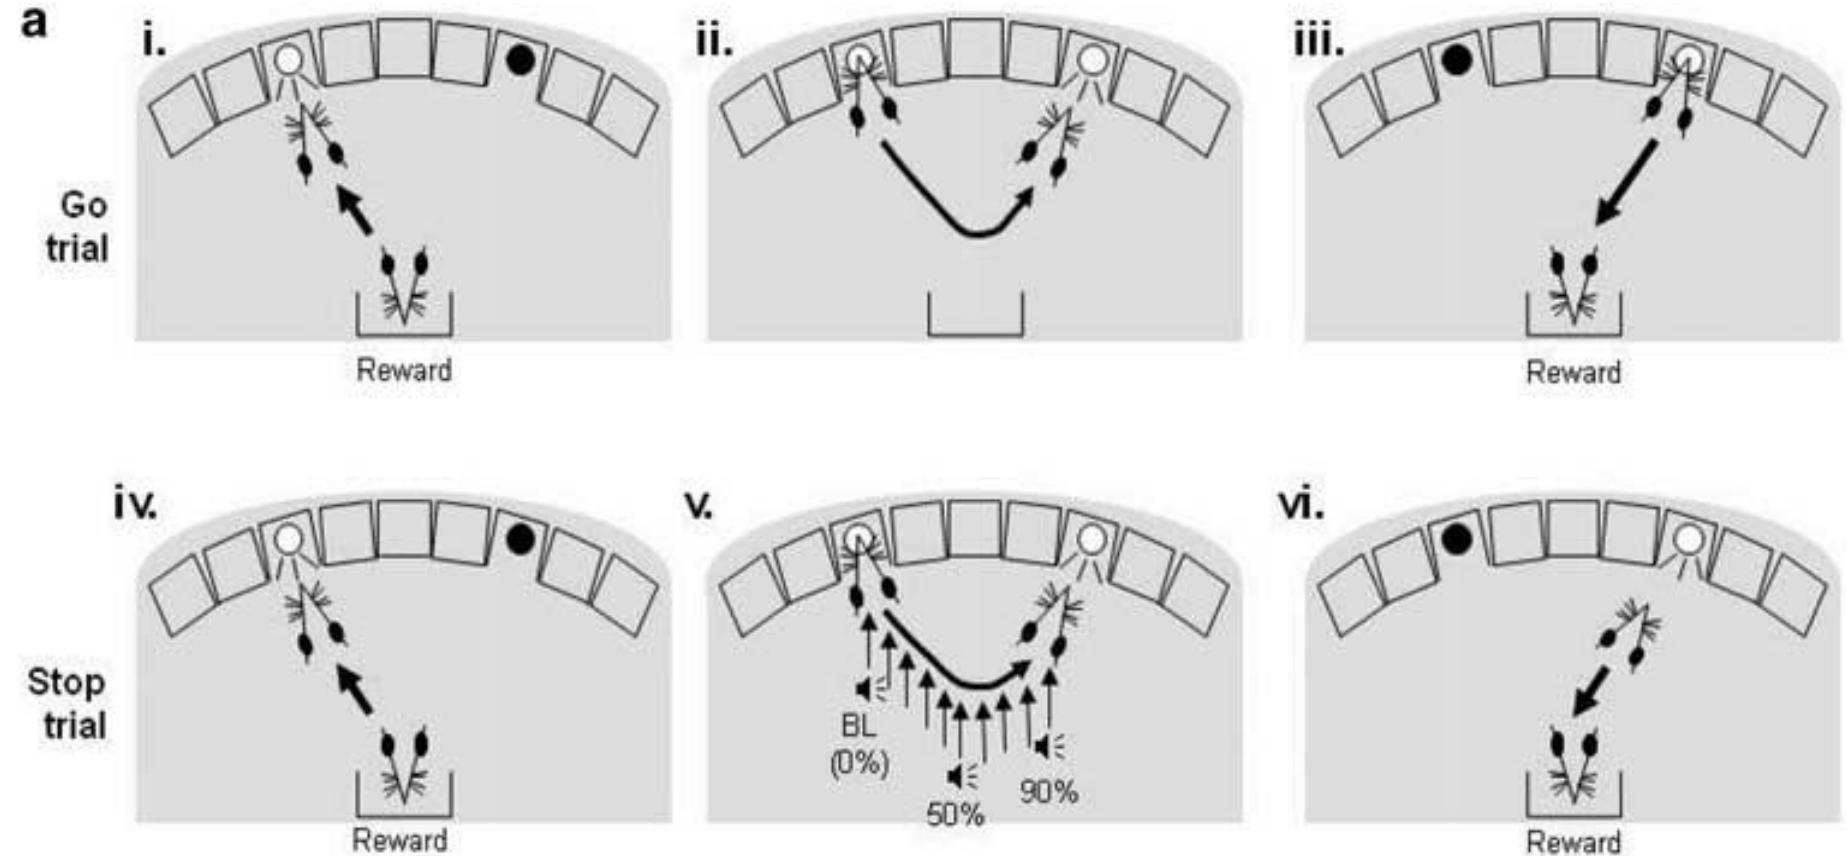 a
i.
ii.
iii.
Go
trial
Reward
Reward
iv.
v.
vi.
Stop
trial
BL
(0%)
50%
90%
Reward
Reward